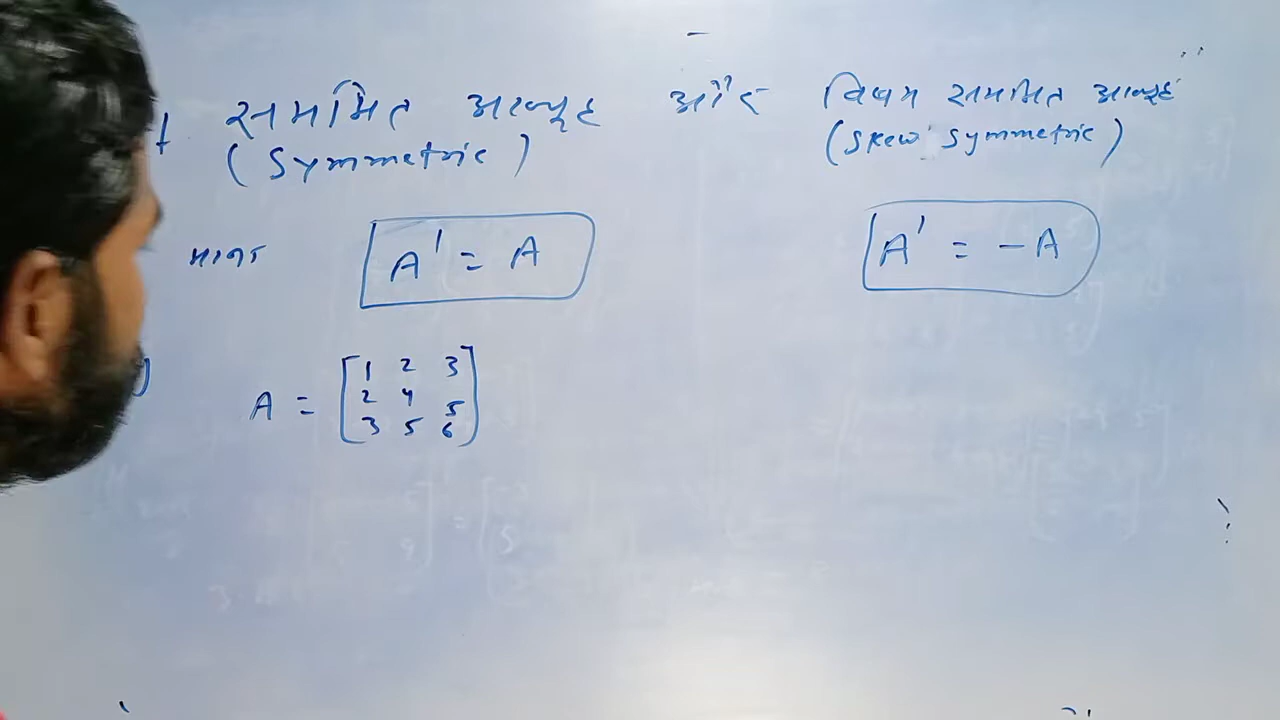 सममित आव्यूह और विषम सममित आव्यूह
(Symmetric) (Skew Symmetric)
माना A' = A A' = -A
A = [1 2 3
2 4 5
3 5 6]